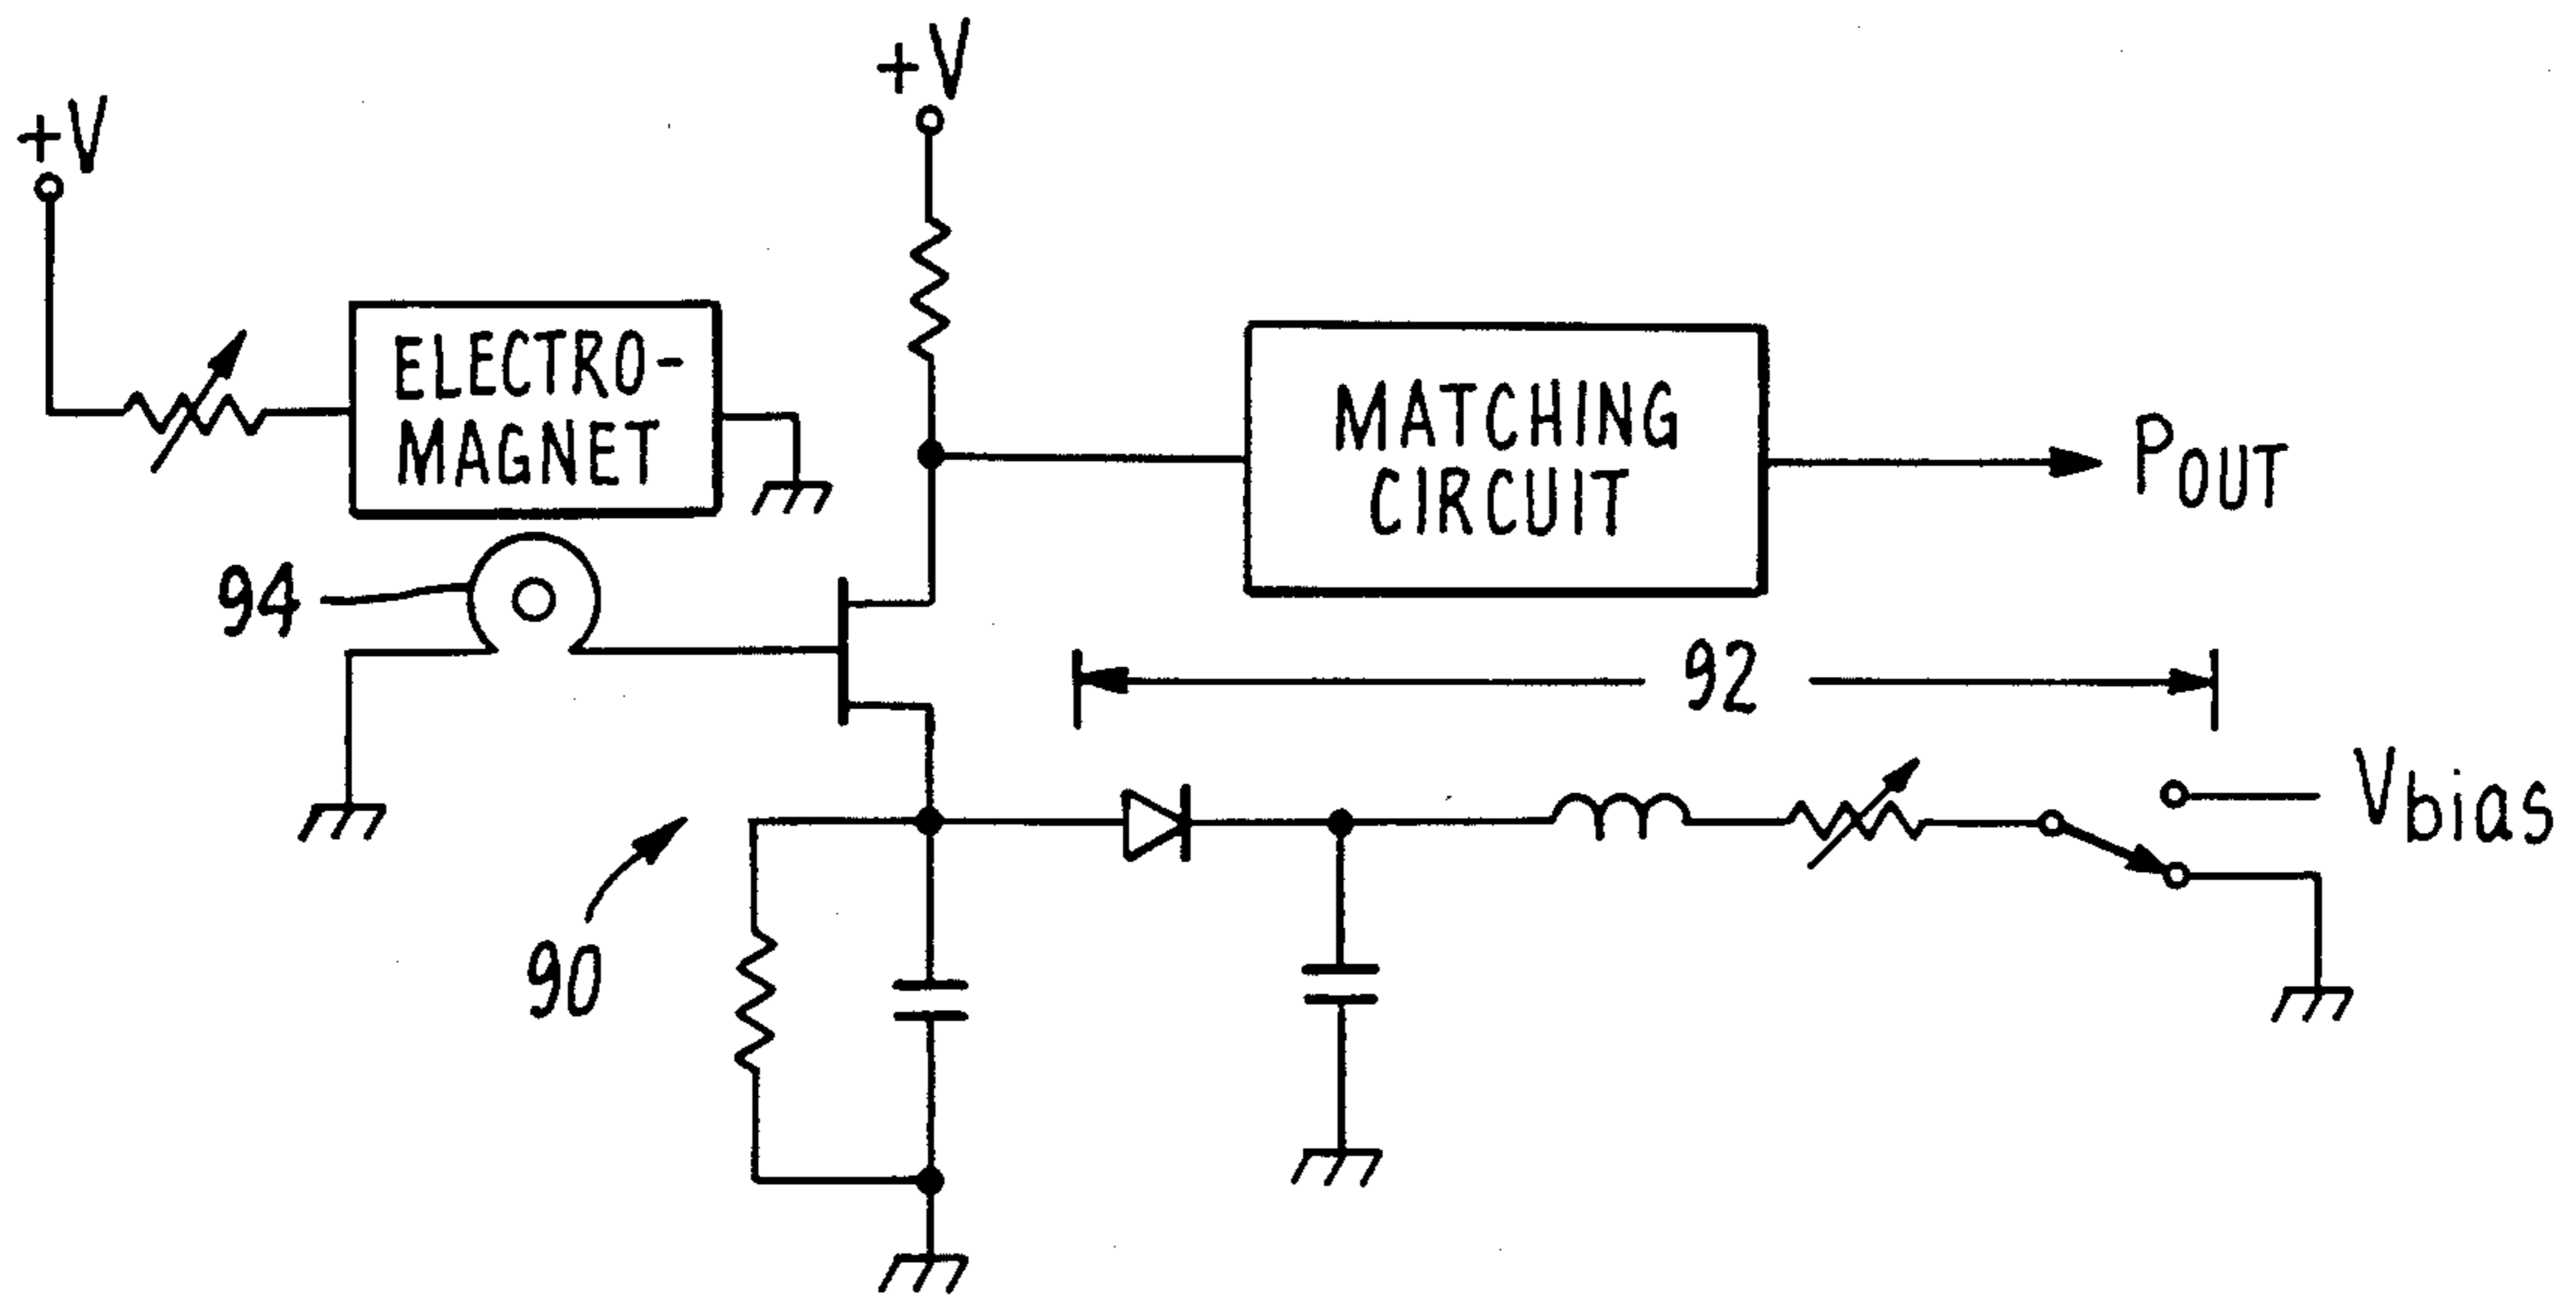 +V
+V
ELECTRO-
MAGNET
MATCHING
CIRCUIT
POUT
94
92
Vbias
90